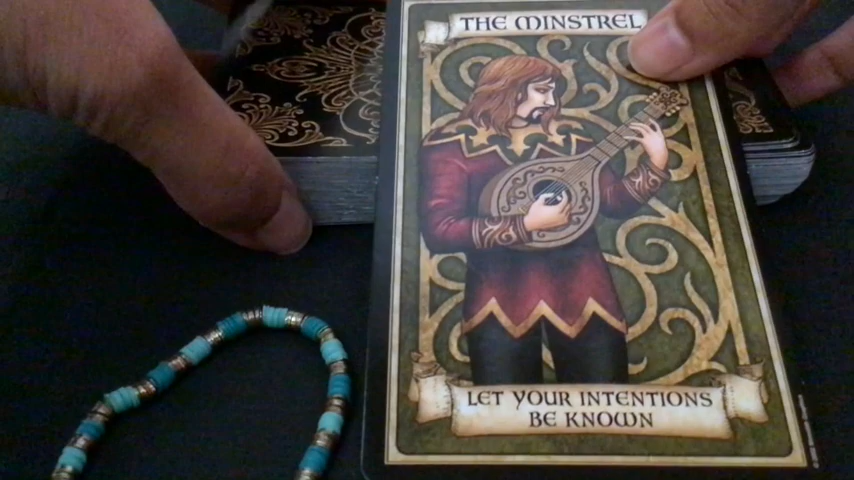 THE MINSTREL
LET YOUR INTENTIONS
BE KNOWN